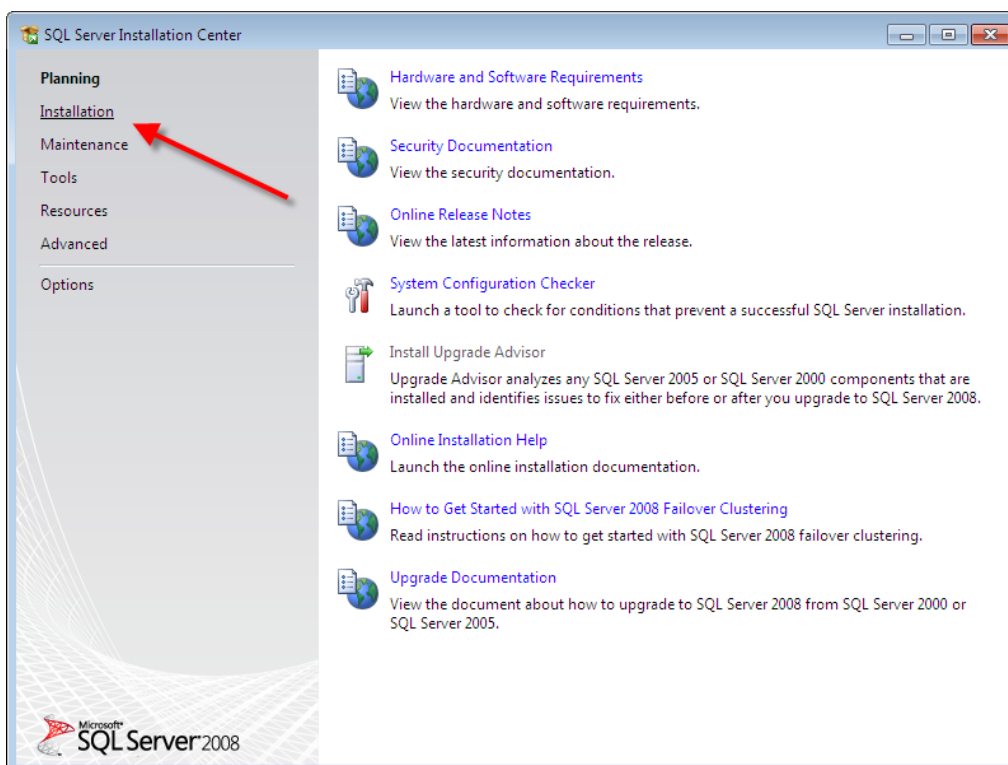 SQL Server Installation Center
Planning
Installation
Maintenance
Tools
Resources
Advanced
Options
Hardware and Software Requirements
View the hardware and software requirements.
Security Documentation
View the security documentation.
Online Release Notes
View the latest information about the release.
System Configuration Checker
Launch a tool to check for conditions that prevent a successful SQL Server installation.
Install Upgrade Advisor
Upgrade Advisor analyzes any SQL Server 2005 or SQL Server 2000 components that are
installed and identifies issues to fix either before or after you upgrade to SQL Server 2008.
Online Installation Help
Launch the online installation documentation.
How to Get Started with SQL Server 2008 Failover Clustering
Read instructions on how to get started with SQL Server 2008 failover clustering.
Upgrade Documentation
View the document about how to upgrade to SQL Server 2008 from SQL Server 2000 or
SQL Server 2005.
Microsoft
SQL Server 2008